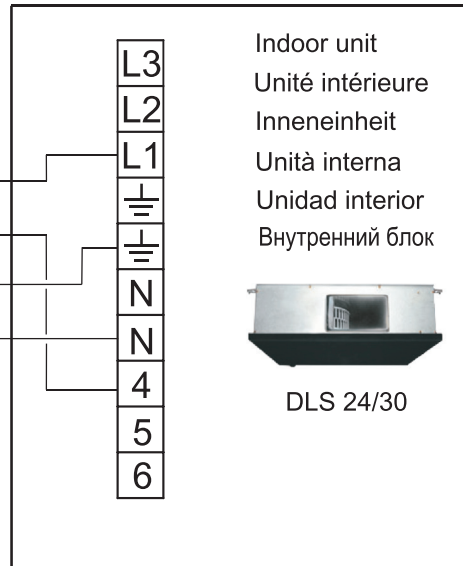 L3
L2
L1
N
N
4
5
6
Indoor unit
Unité intérieure
Inneneinheit
Unità interna
Unidad interior
Внутренний блок
DLS 24/30